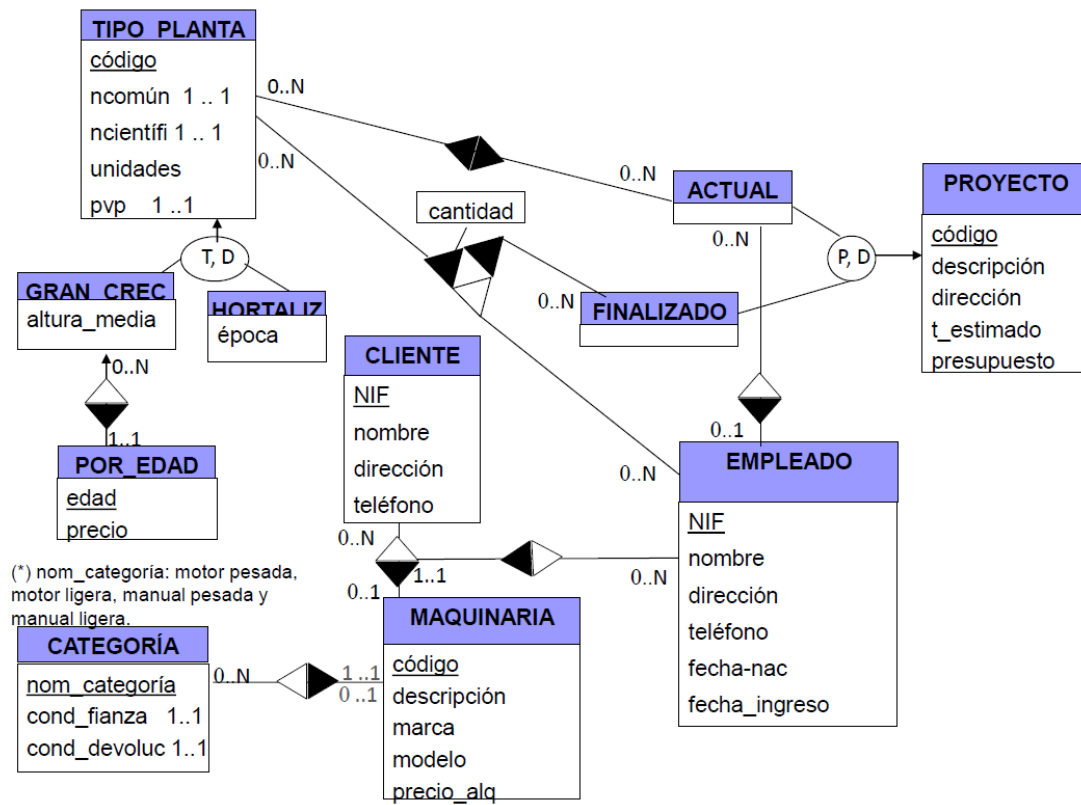 TIPO_PLANTA
código
ncomún 1 .. 1
ncientífi 1 .. 1
unidades
pvp 1 ..1
0..N
0..N
0..N
ACTUAL
0..N
PROYECTO
código
descripción
dirección
t_estimado
presupuesto
cantidad
T, D
P, D
GRAN_CREC
altura_media
HORTALIZ
época
0..N
FINALIZADO
0..N
1..1
POR_EDAD
edad
precio
CLIENTE
NIF
nombre
dirección
teléfono
0..1
0..N
EMPLEADO
NIF
nombre
dirección
teléfono
fecha-nac
fecha_ingreso
0..N
1..1
0..N
0..1
(*) nom_categoría: motor pesada,
motor ligera, manual pesada y
manual ligera.
CATEGORÍA
nom_categoría
cond_fianza 1..1
cond_devoluc 1..1
0..N
1..1
0..1
MAQUINARIA
código
descripción
marca
modelo
precio_alq